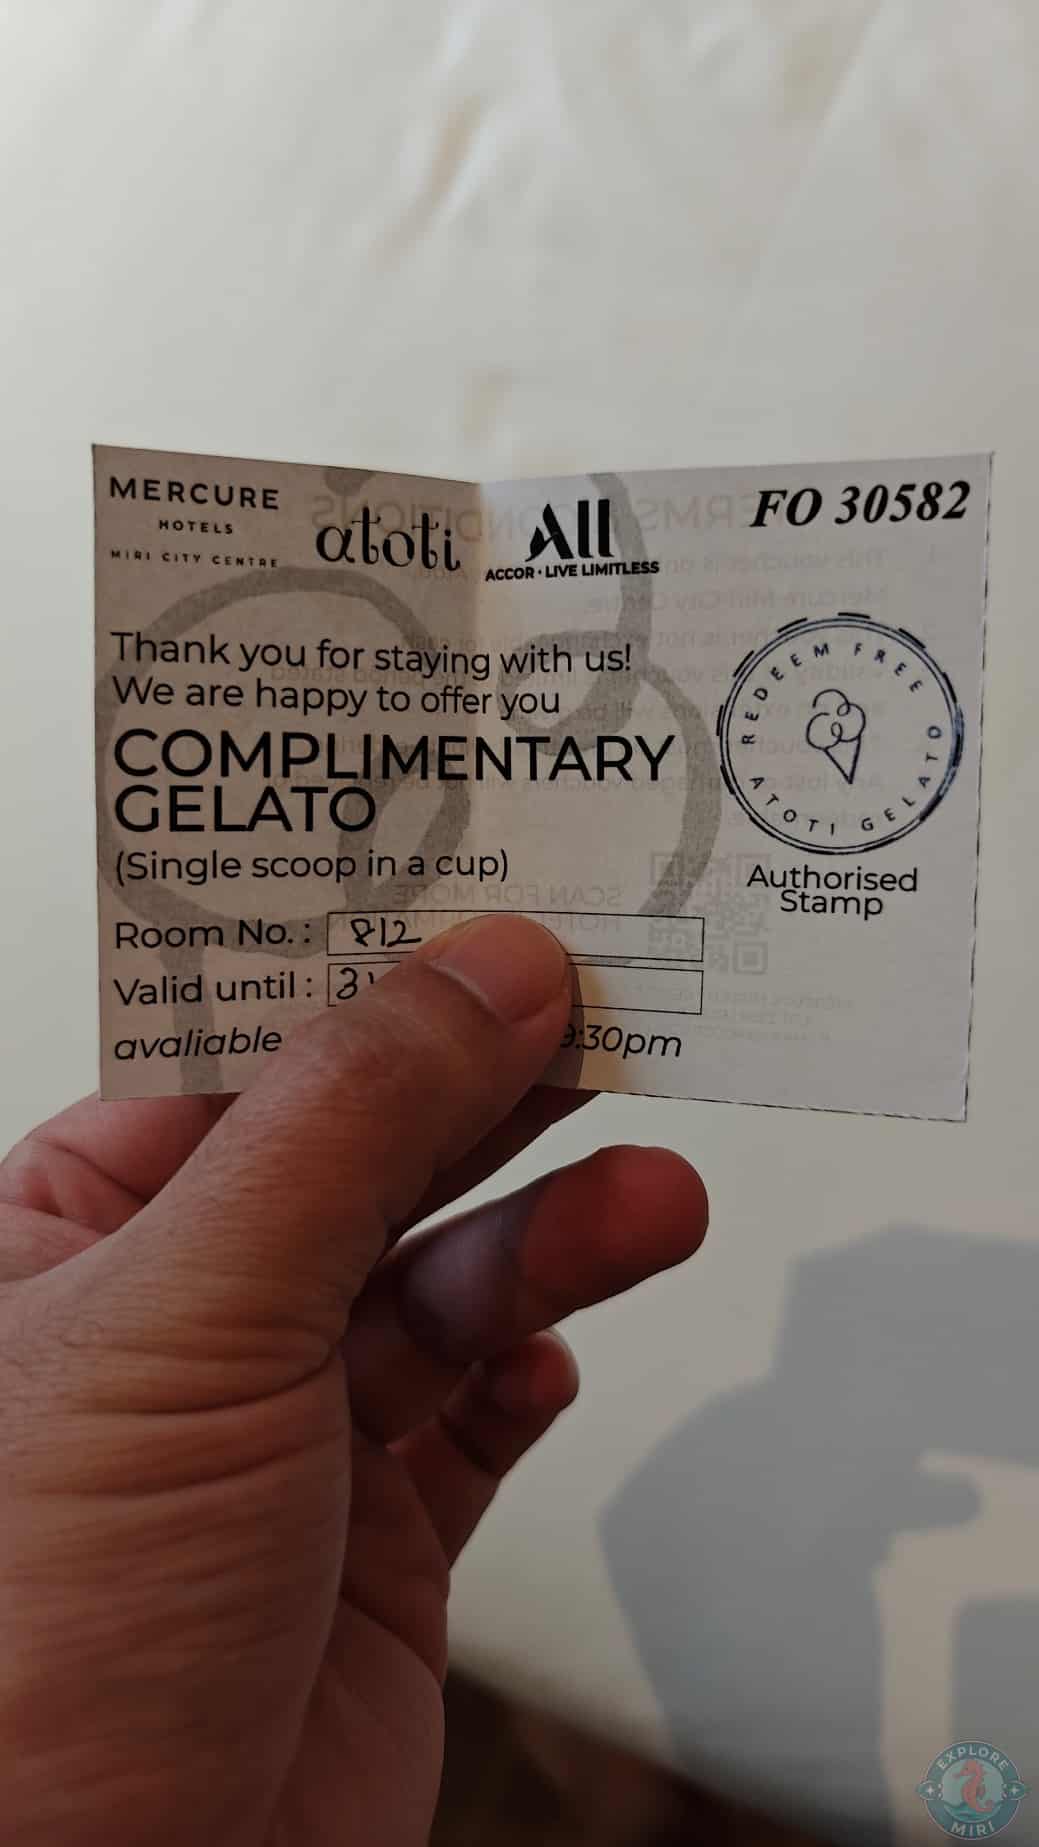 MERCURE
HOTELS
MIRI CITY CENTRE
atoti
All
ACCOR · LIVE LIMITLESS
FO 30582
Thank you for staying with us!
We are happy to offer you
COMPLIMENTARY
GELATO
(Single scoop in a cup)
Room No. : 812
Valid until :
avaliable 9:30pm
REDEEM FREE
ATOTI GELATO
Authorised
Stamp
EXPLORE
MIRI